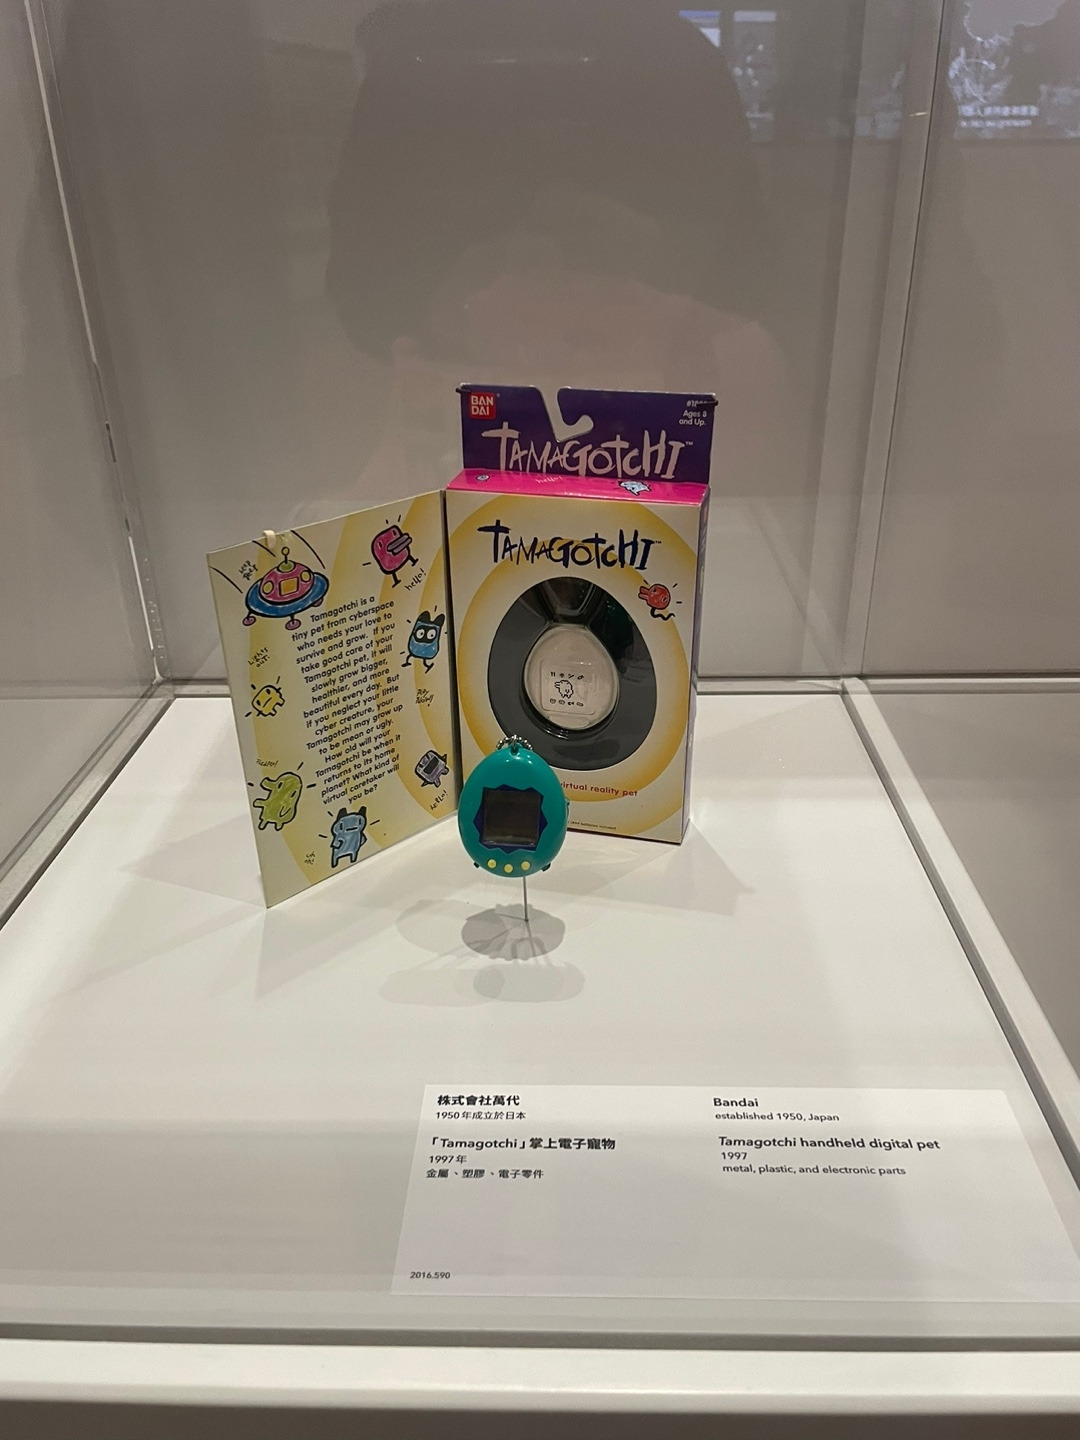 BAN
DAI
Ages 8
and Up.
TAMAGOTCHI™
hello!
TAMAGOTCHI™
virtual reality pet
hello!
Tamagotchi is a
tiny pet from cyberspace
who needs your love to
survive and grow. If you
take good care of your
Tamagotchi pet, it will
slowly grow bigger,
healthier, and more
beautiful every day. But
if you neglect your little
cyber creature, your
Tamagotchi may grow up
to be mean or ugly.
How old will your
Tamagotchi be when it
returns to its home
planet? What kind of
virtual caretaker will
you be?
hello!
株式會社萬代
1950年成立於日本
「Tamagotchi」掌上電子寵物
1997年
金屬、塑膠、電子零件
Bandai
established 1950, Japan
Tamagotchi handheld digital pet
1997
metal, plastic, and electronic parts
2016.590